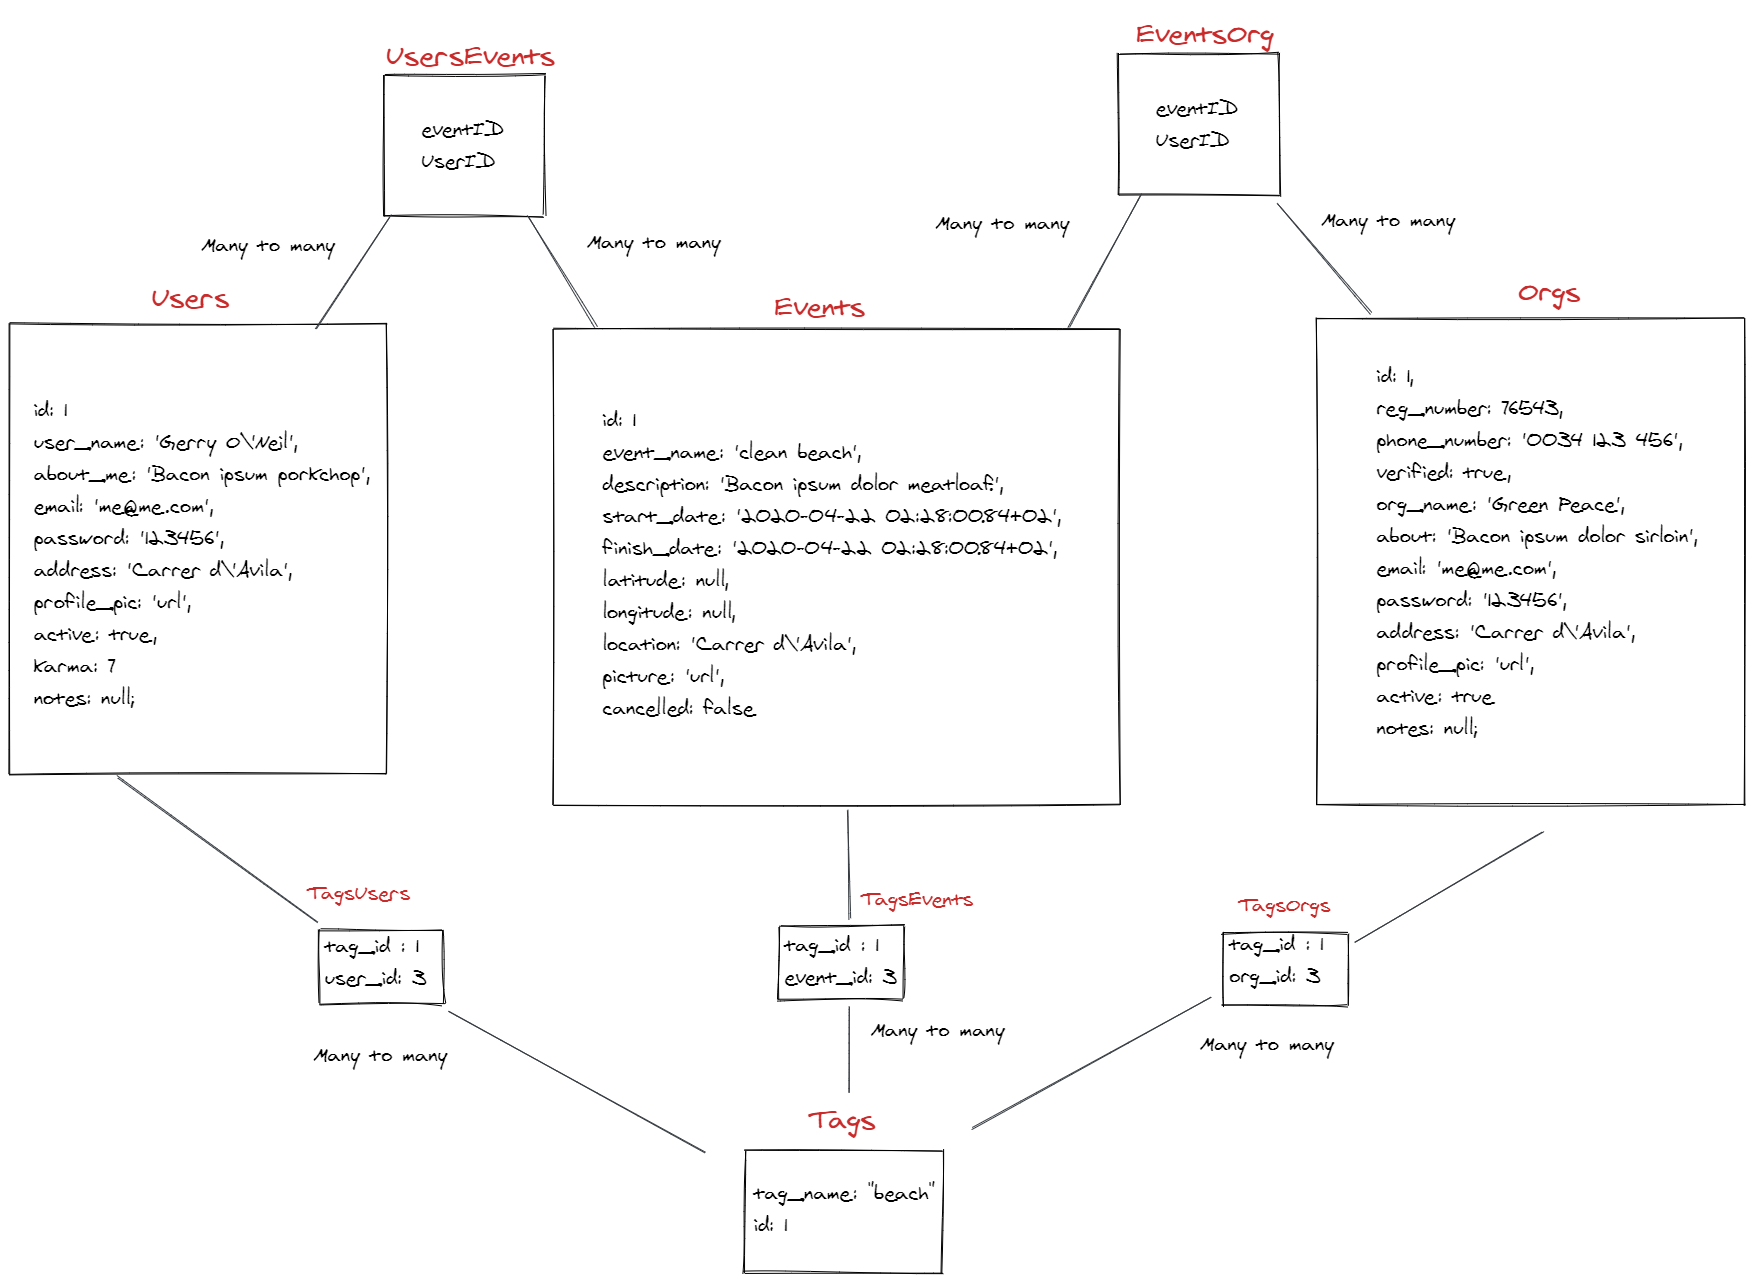 UsersEvents
eventID
UserID
EventsOrg
eventID
UserID
Many to many
Many to many
Many to many
Many to many
Users
id: 1
user_name: 'Gerry O\'Neil',
about_me: 'Bacon ipsum porkchop',
email: 'me@me.com',
password: '123456',
address: 'Carrer d\'Avila',
profile_pic: 'url',
active: true,
karma: 7
notes: null;
Events
id: 1
event_name: 'clean beach',
description: 'Bacon ipsum dolor meatloaf.',
start_date: '2020-04-22 02:28:00.84+02',
finish_date: '2020-04-22 02:28:00.84+02',
latitude: null,
longitude: null,
location: 'Carrer d\'Avila',
picture: 'url',
cancelled: false
Orgs
id: 1,
reg_number: 76543,
phone_number: '0034 123 456',
verified: true,
org_name: 'Green Peace',
about: 'Bacon ipsum dolor sirloin',
email: 'me@me.com',
password: '123456',
address: 'Carrer d\'Avila',
profile_pic: 'url',
active: true
notes: null;
TagsUsers
tag_id : 1
user_id: 3
Many to many
TagsEvents
tag_id : 1
event_id: 3
Many to many
TagsOrgs
tag_id : 1
org_id: 3
Many to many
Tags
tag_name: "beach"
id: 1